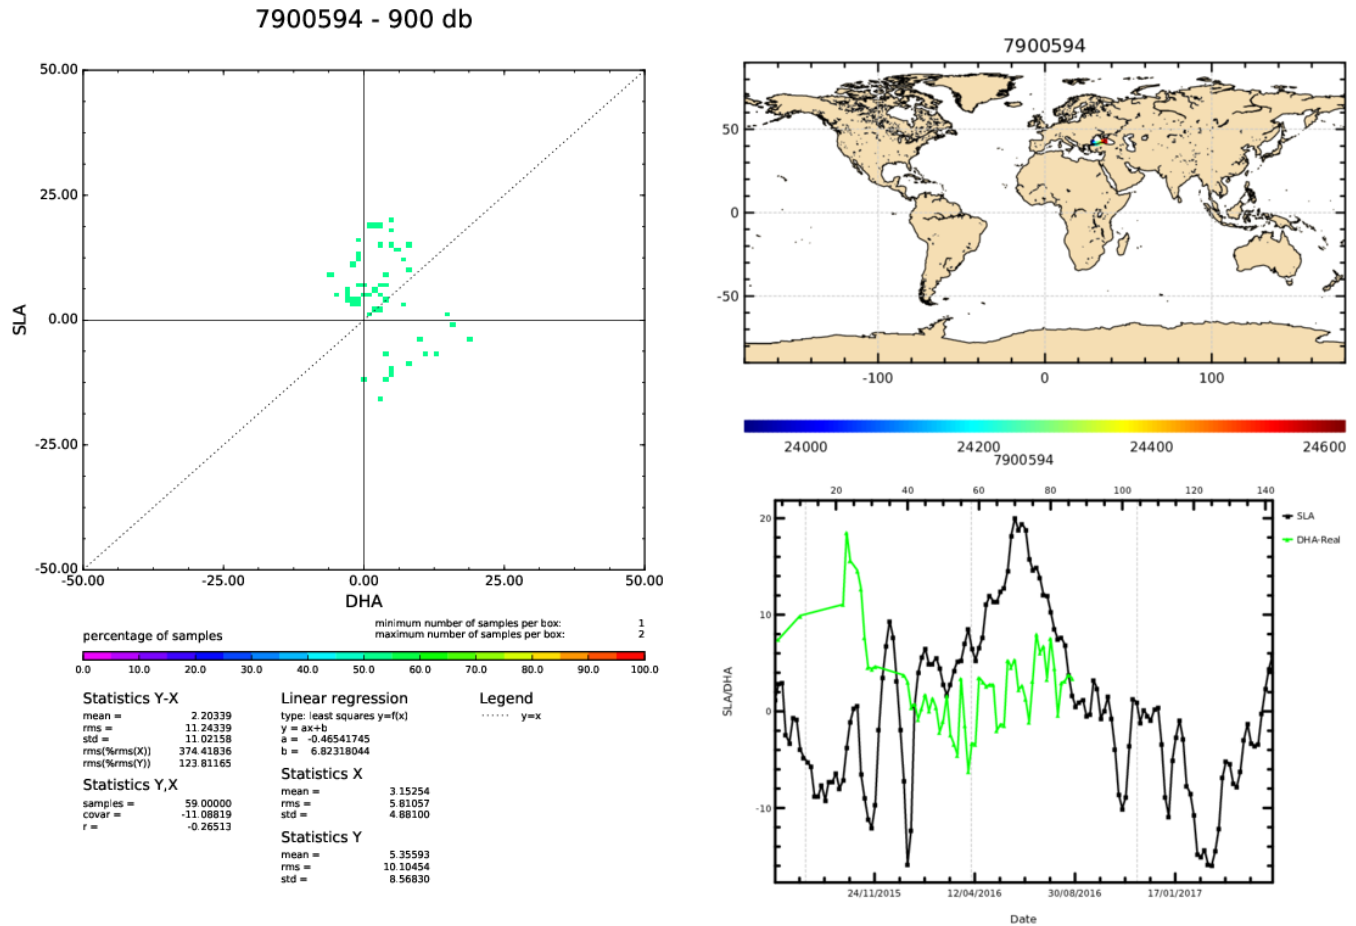 7900594 - 900 db
50.00
25.00
0.00
-25.00
-50.00
SLA
-50.00 -25.00 0.00 25.00 50.00
DHA
percentage of samples
minimum number of samples per box: 1
maximum number of samples per box: 2
0.0 10.0 20.0 30.0 40.0 50.0 60.0 70.0 80.0 90.0 100.0
Statistics Y-X
mean = 2.20339
rms = 11.24339
std = 11.02158
rms(%rms(X)) 374.41836
rms(%rms(Y)) 123.81165
Statistics Y,X
samples = 59.00000
covar = -11.08819
r = -0.26513
Linear regression
type: least squares y=f(x)
y = ax+b
a = -0.46541745
b = 6.82318044
Statistics X
mean = 3.15254
rms = 5.81057
std = 4.88100
Statistics Y
mean = 5.35593
rms = 10.10454
std = 8.56830
Legend
y=x
7900594
50
0
-50
-100 0 100
24000 24200 24400 24600
7900594
20 40 60 80 100 120 140
20
10
0
-10
SLA/DHA
SLA
DHA-Real
24/11/2015 12/04/2016 30/08/2016 17/01/2017
Date